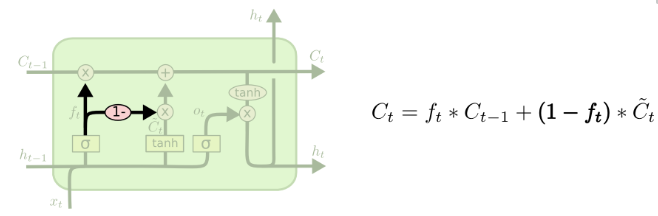 h_t
C_{t-1} x + C_t
tanh
f_t 1- x o_t x
C̃_t
σ tanh σ
h_{t-1} h_t
x_t
C_t = f_t * C_{t-1} + (1 − f_t) * C̃_t